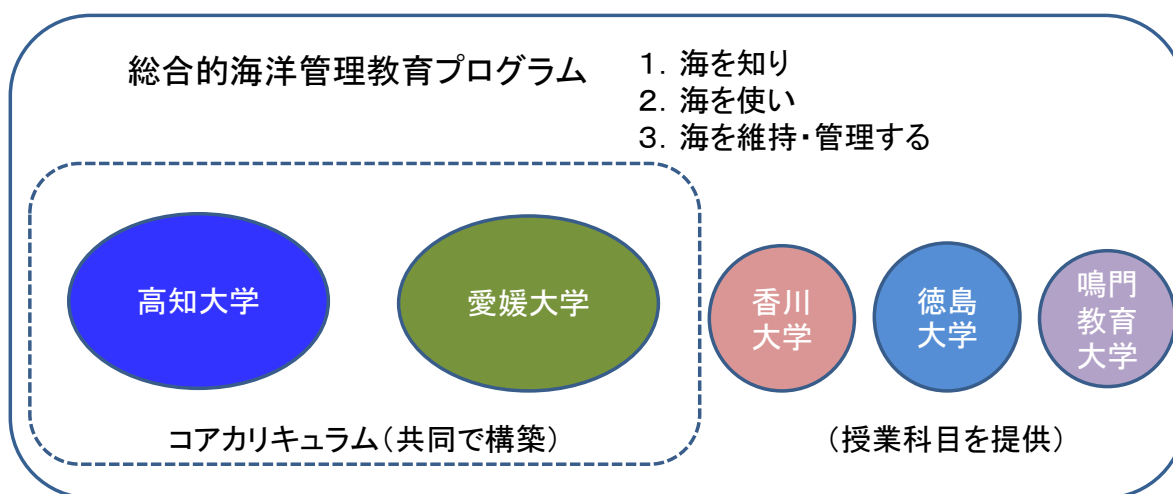 総合的海洋管理教育プログラム
1. 海を知り
2. 海を使い
3. 海を維持・管理する
高知大学
愛媛大学
香川
大学
徳島
大学
鳴門
教育
大学
コアカリキュラム(共同で構築)
(授業科目を提供)